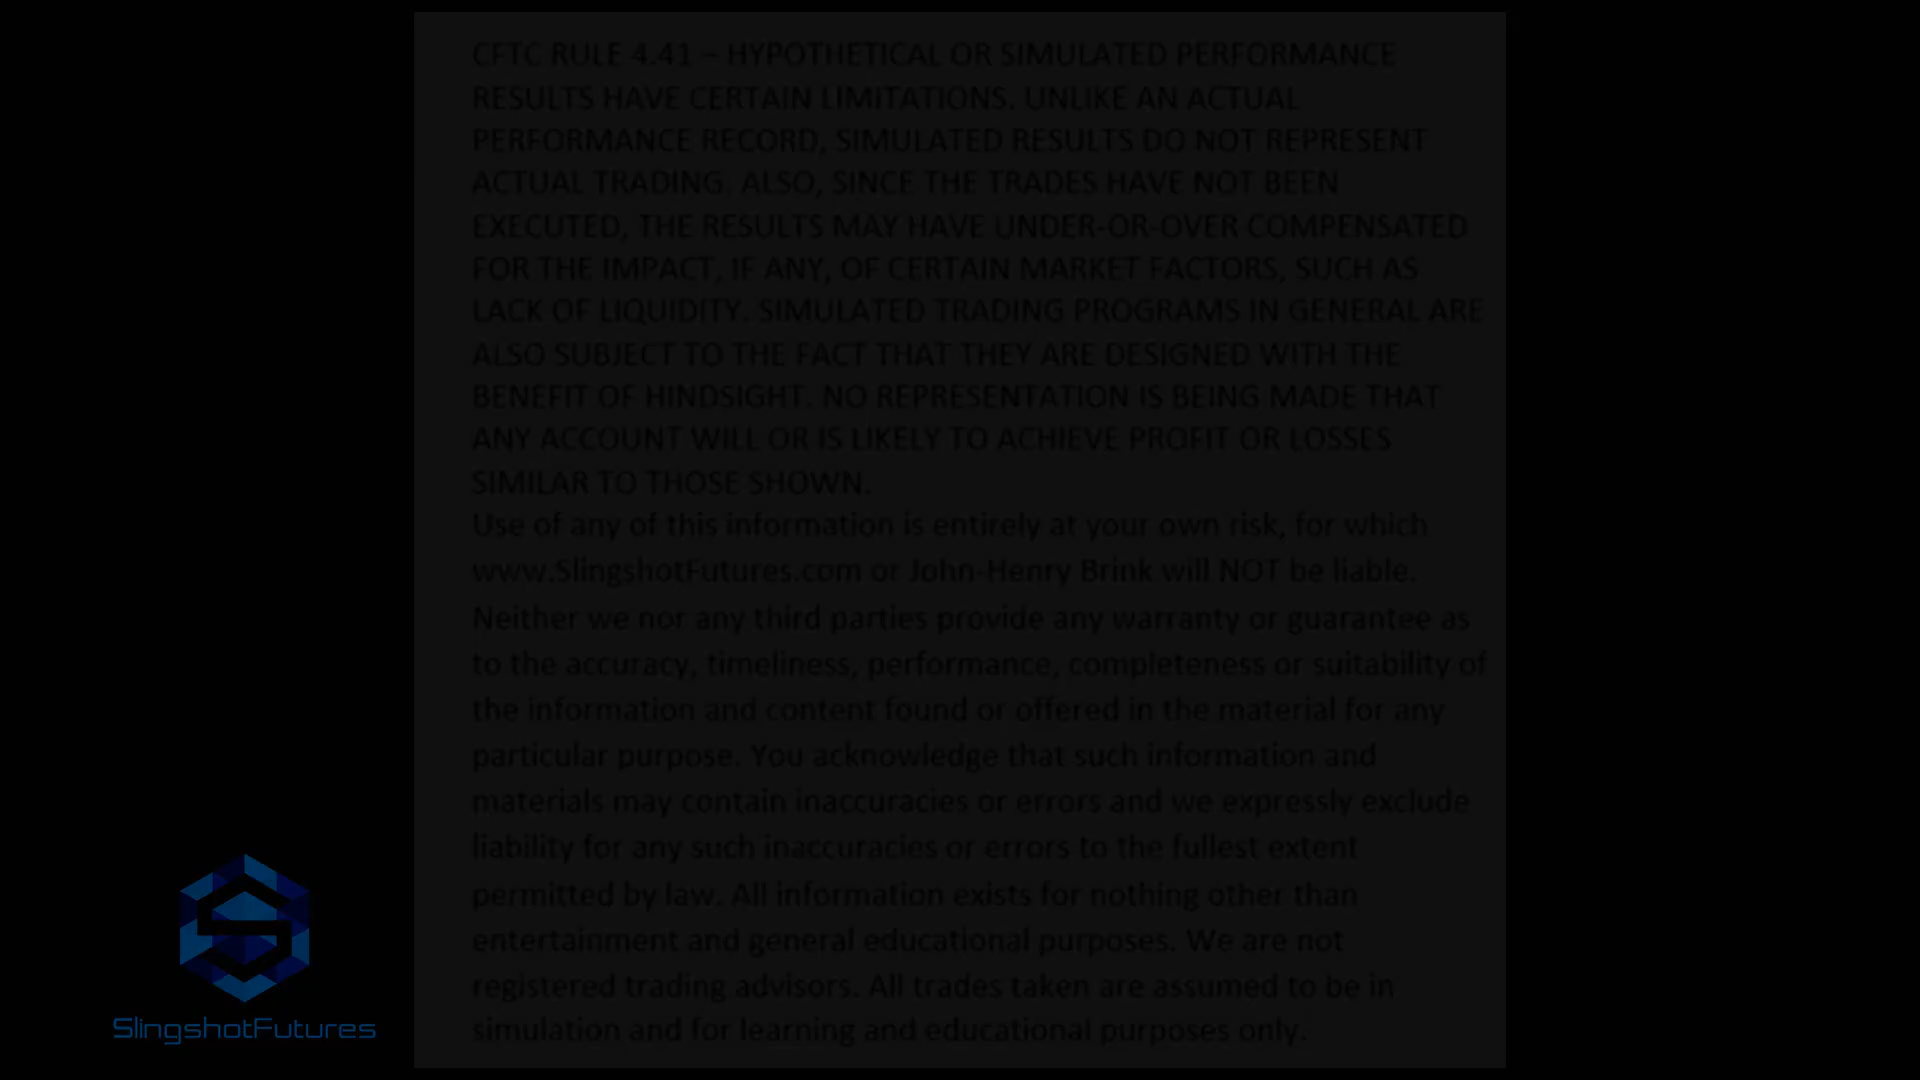 CFTC RULE 4.41 – HYPOTHETICAL OR SIMULATED PERFORMANCE
RESULTS HAVE CERTAIN LIMITATIONS. UNLIKE AN ACTUAL
PERFORMANCE RECORD, SIMULATED RESULTS DO NOT REPRESENT
ACTUAL TRADING. ALSO, SINCE THE TRADES HAVE NOT BEEN
EXECUTED, THE RESULTS MAY HAVE UNDER-OR-OVER COMPENSATED
FOR THE IMPACT, IF ANY, OF CERTAIN MARKET FACTORS, SUCH AS
LACK OF LIQUIDITY. SIMULATED TRADING PROGRAMS IN GENERAL ARE
ALSO SUBJECT TO THE FACT THAT THEY ARE DESIGNED WITH THE
BENEFIT OF HINDSIGHT. NO REPRESENTATION IS BEING MADE THAT
ANY ACCOUNT WILL OR IS LIKELY TO ACHIEVE PROFIT OR LOSSES
SIMILAR TO THOSE SHOWN.
Use of any of this information is entirely at your own risk, for which
www.SlingshotFutures.com or John-Henry Brink will NOT be liable.
Neither we nor any third parties provide any warranty or guarantee as
to the accuracy, timeliness, performance, completeness or suitability of
the information and content found or offered in the material for any
particular purpose. You acknowledge that such information and
materials may contain inaccuracies or errors and we expressly exclude
liability for any such inaccuracies or errors to the fullest extent
permitted by law. All information exists for nothing other than
entertainment and general educational purposes. We are not
registered trading advisors. All trades taken are assumed to be in
simulation and for learning and educational purposes only.
SlingshotFutures